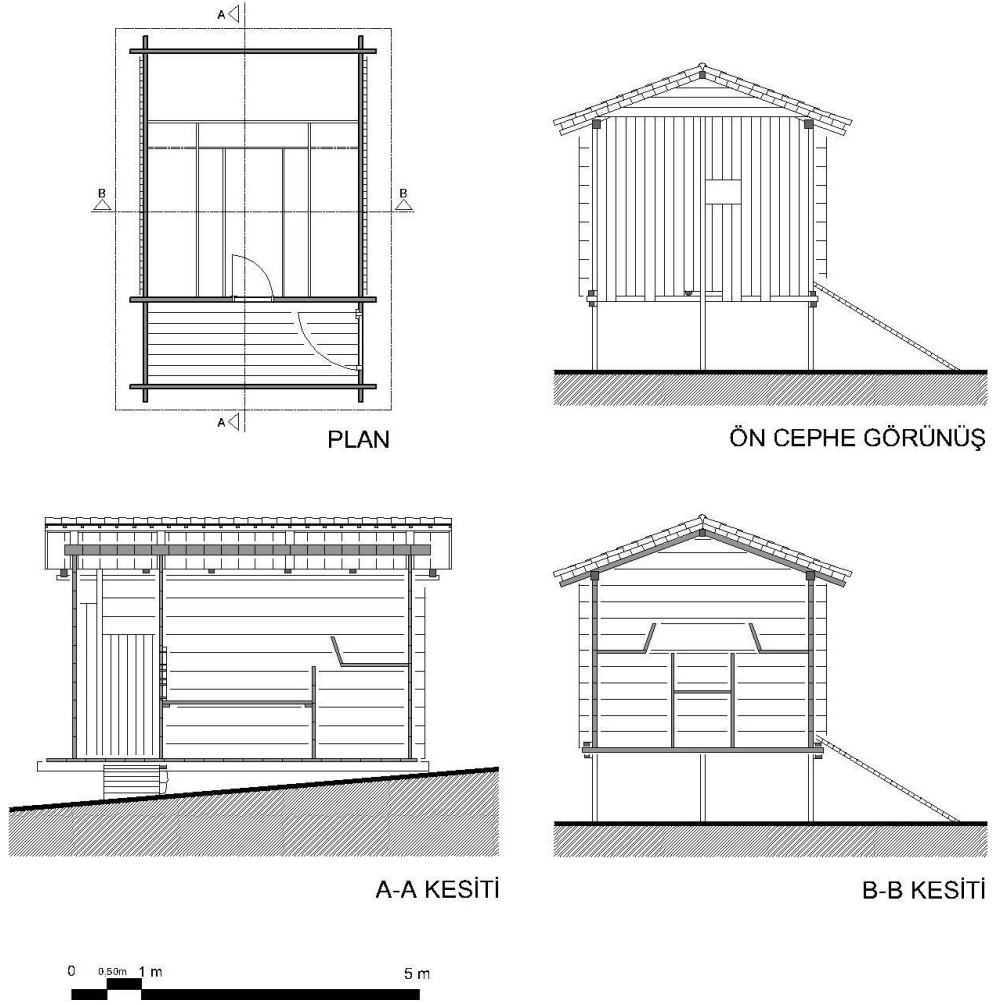 A
B
B
A
PLAN
ÖN CEPHE GÖRÜNÜŞ
A-A KESİTİ
B-B KESİTİ
0 0,50m 1 m 5 m